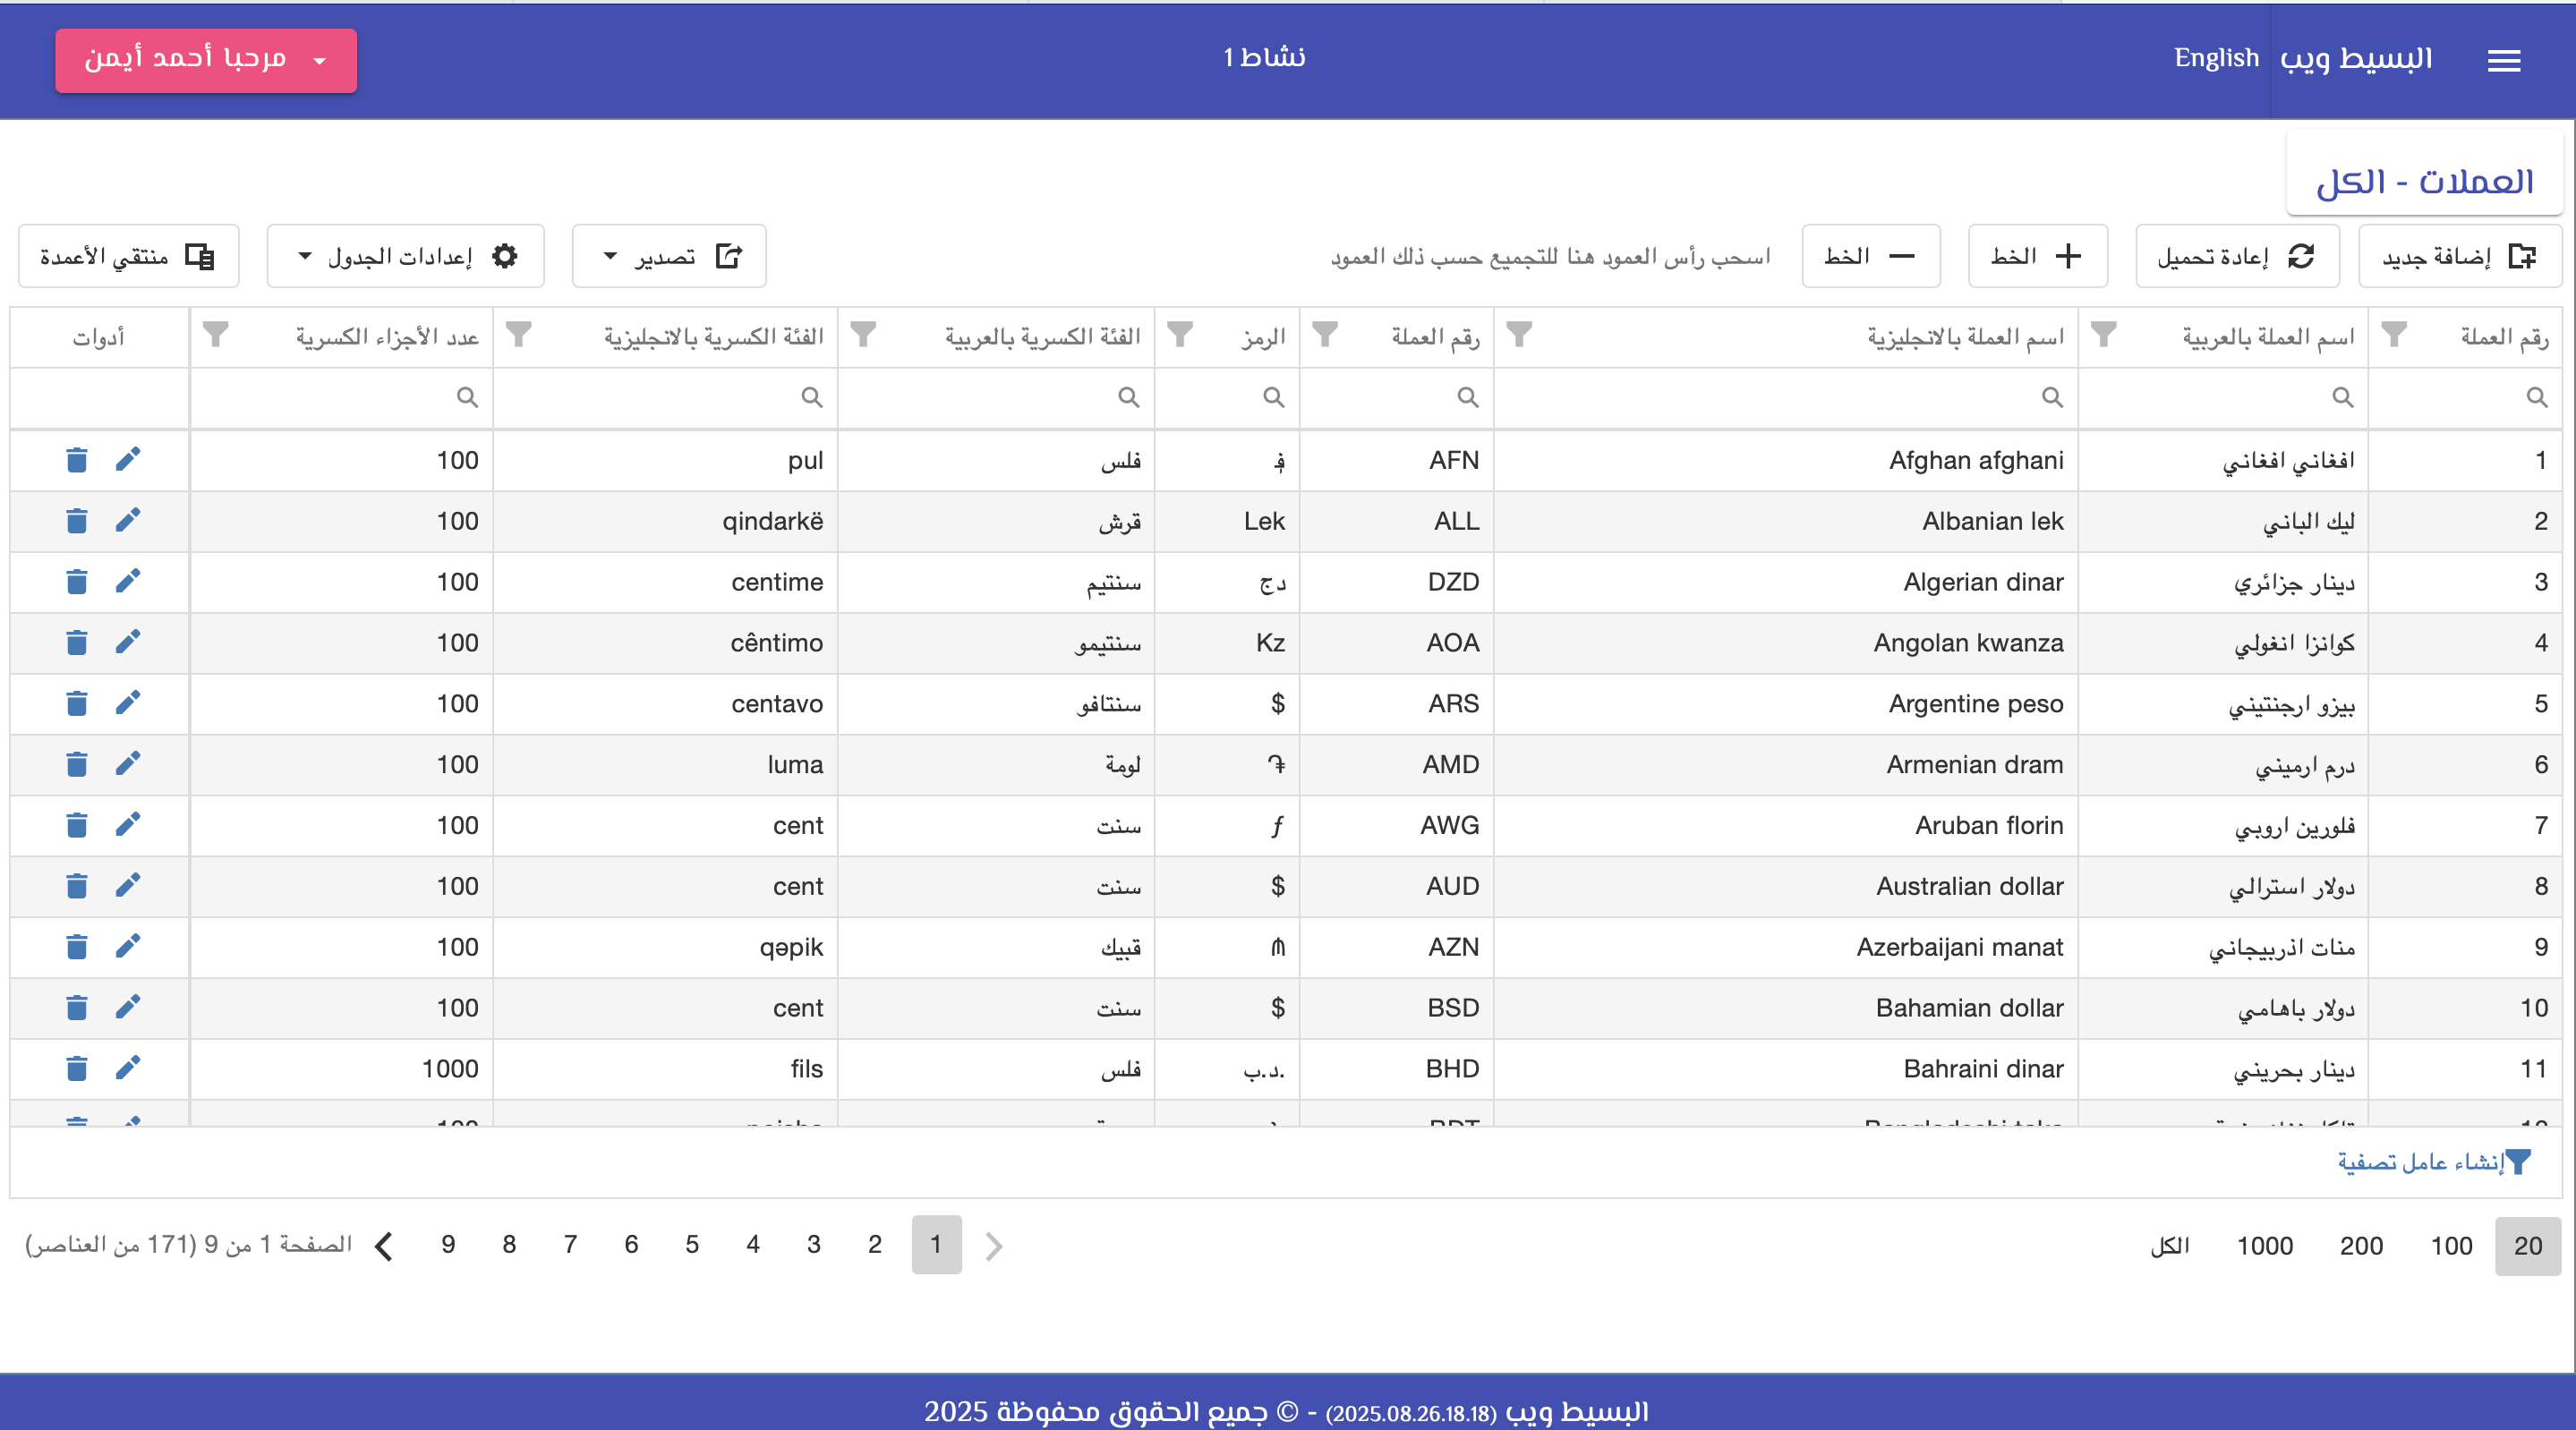 البسيط ويب English نشاط 1 مرحبا أحمد أيمن
العملات - الكل
إضافة جديد إعادة تحميل الخط الخط اسحب رأس العمود هنا للتجميع حسب ذلك العمود تصدير إعدادات الجدول منتقي الأعمدة
رقم العملة اسم العملة بالعربية اسم العملة بالانجليزية رقم العملة الرمز الفئة الكسرية بالعربية الفئة الكسرية بالانجليزية عدد الأجزاء الكسرية أدوات
1 افغاني افغاني Afghan afghani AFN ؋ فلس pul 100
2 ليك الباني Albanian lek ALL Lek قرش qindarkë 100
3 دينار جزائري Algerian dinar DZD دج سنتيم centime 100
4 كوانزا انغولي Angolan kwanza AOA Kz سنتيمو cêntimo 100
5 بيزو ارجنتيني Argentine peso ARS $ سنتافو centavo 100
6 درم ارميني Armenian dram AMD ֏ لومة luma 100
7 فلورين اروبي Aruban florin AWG ƒ سنت cent 100
8 دولار استرالي Australian dollar AUD $ سنت cent 100
9 منات اذربيجاني Azerbaijani manat AZN ₼ قبيك qəpik 100
10 دولار باهامي Bahamian dollar BSD $ سنت cent 100
11 دينار بحريني Bahraini dinar BHD .د.ب فلس fils 1000
إنشاء عامل تصفية
20 100 200 1000 الكل 1 2 3 4 5 6 7 8 9 الصفحة 1 من 9 (171 من العناصر)
البسيط ويب (2025.08.26.18.18) - © جميع الحقوق محفوظة 2025